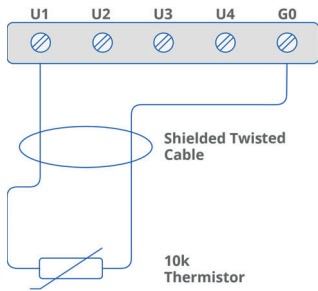 U1 U2 U3 U4 G0
Shielded Twisted
Cable
10k
Thermistor